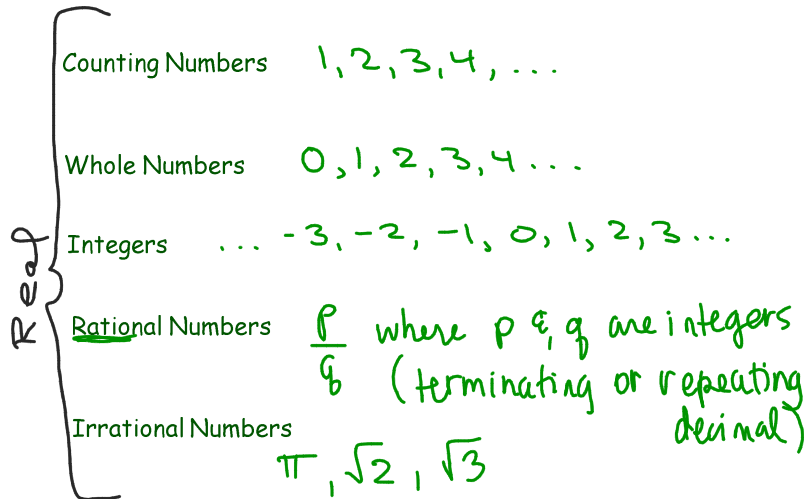 Counting Numbers 1, 2, 3, 4, ...
Whole Numbers 0, 1, 2, 3, 4 ...
Integers ... -3, -2, -1, 0, 1, 2, 3 ...
Real
Rational Numbers p/q where p &, q are integers
(terminating or repeating
decimal)
Irrational Numbers
π, √2, √3